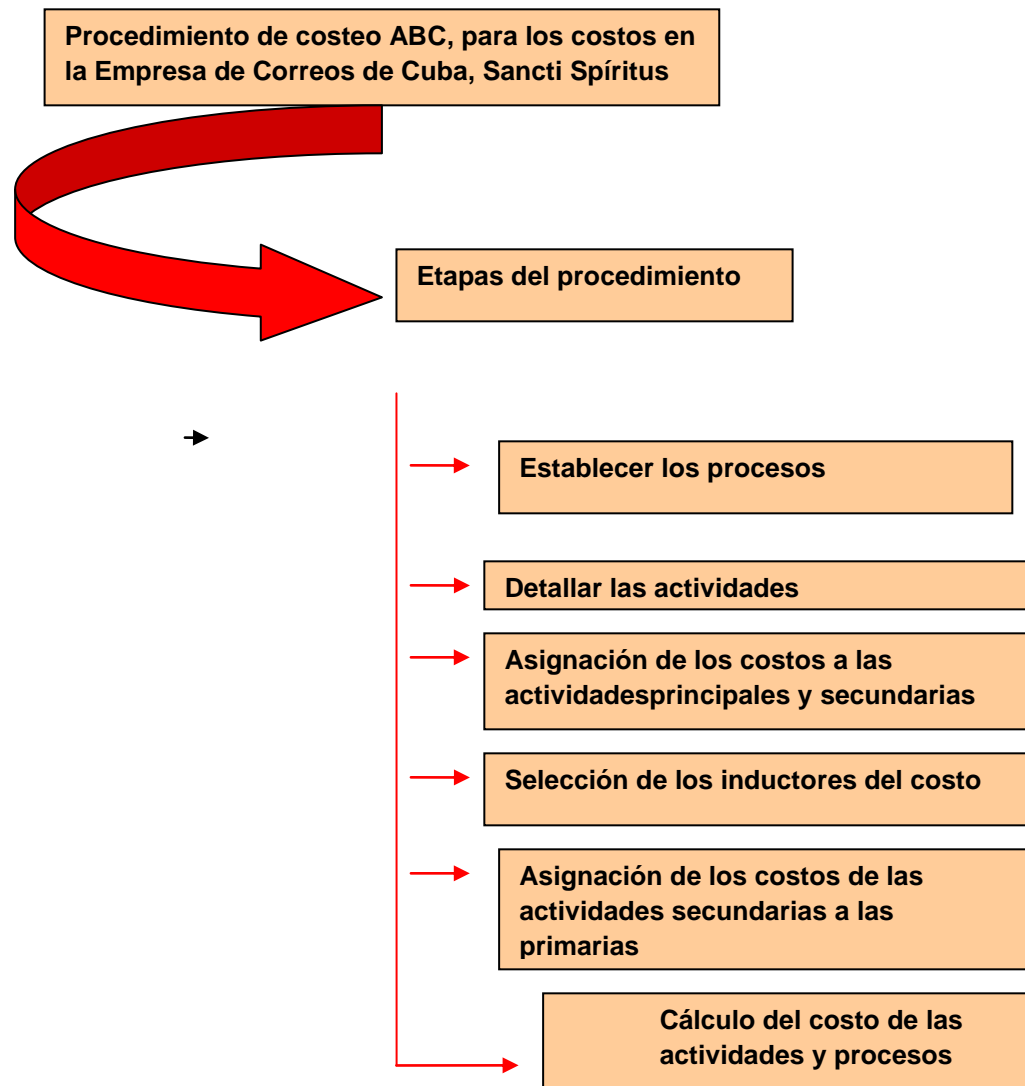 Procedimiento de costeo ABC, para los costos en
la Empresa de Correos de Cuba, Sancti Spíritus
Etapas del procedimiento
Establecer los procesos
Detallar las actividades
Asignación de los costos a las
actividadesprincipales y secundarias
Selección de los inductores del costo
Asignación de los costos de las
actividades secundarias a las
primarias
Cálculo del costo de las
actividades y procesos